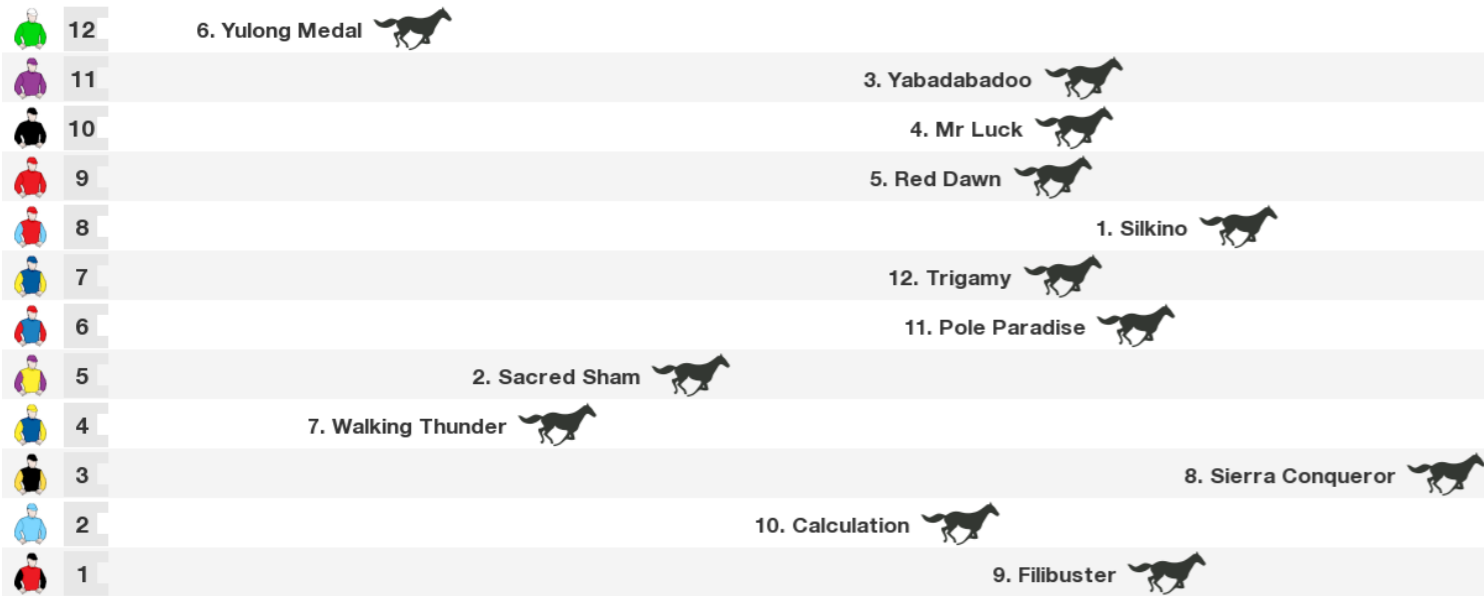 12 6. Yulong Medal
11 3. Yabadabadoo
10 4. Mr Luck
9 5. Red Dawn
8 1. Silkino
7 12. Trigamy
6 11. Pole Paradise
5 2. Sacred Sham
4 7. Walking Thunder
3 8. Sierra Conqueror
2 10. Calculation
1 9. Filibuster